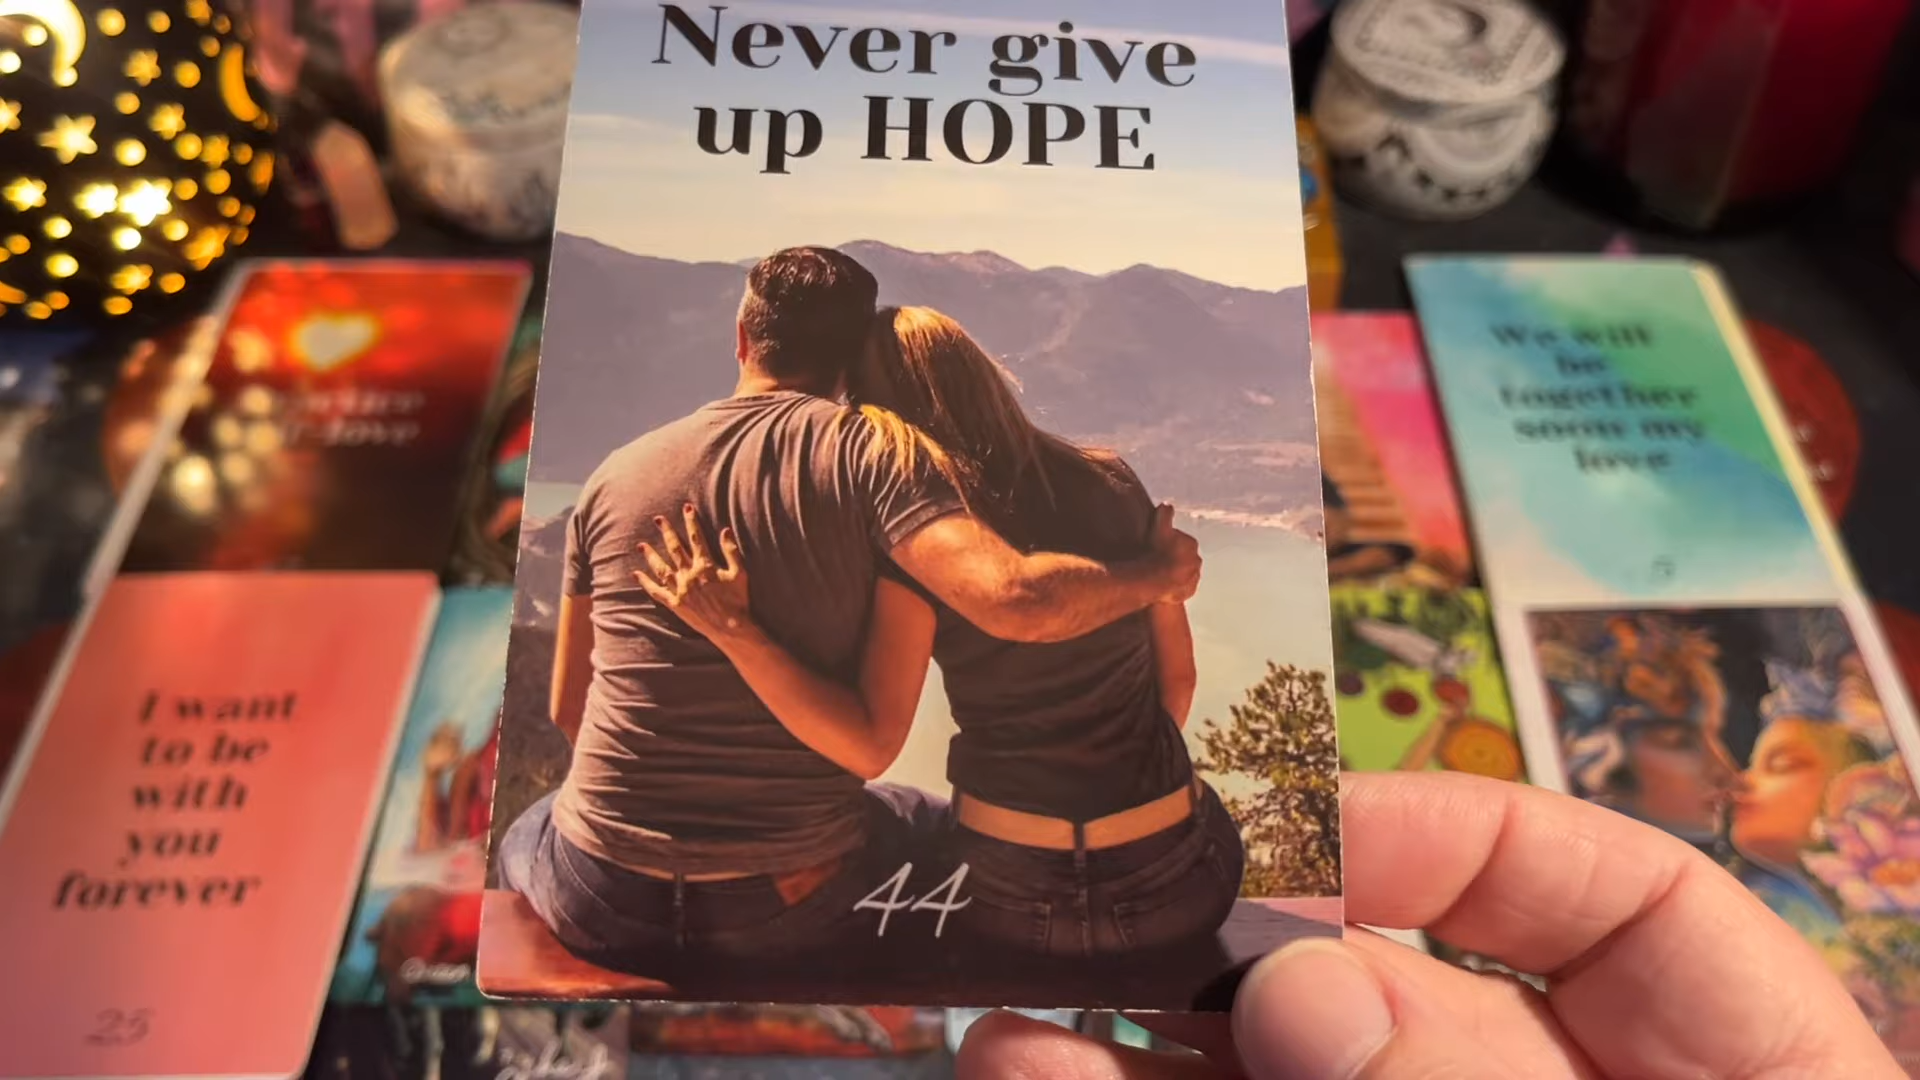 Never give
up HOPE
44
I want
to be
with
you
forever
25
We will
be
together
soon my
love